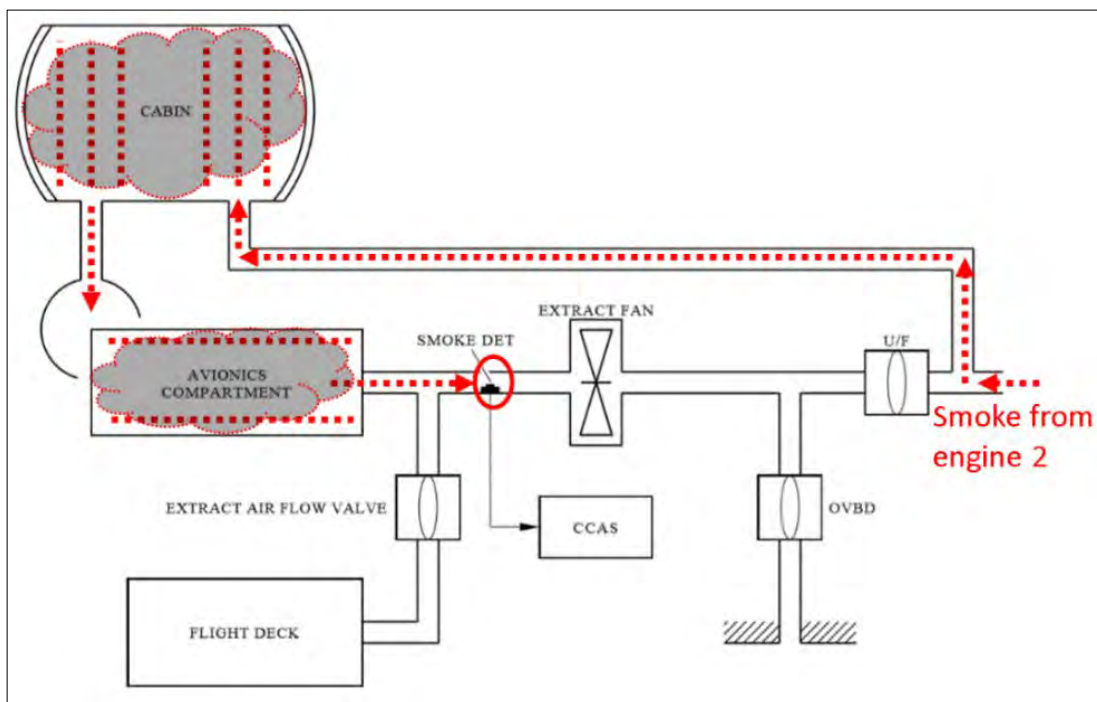 CABIN
EXTRACT FAN
SMOKE DET
U/F
AVIONICS
COMPARTMENT
Smoke from
engine 2
EXTRACT AIR FLOW VALVE
CCAS
OVBD
FLIGHT DECK